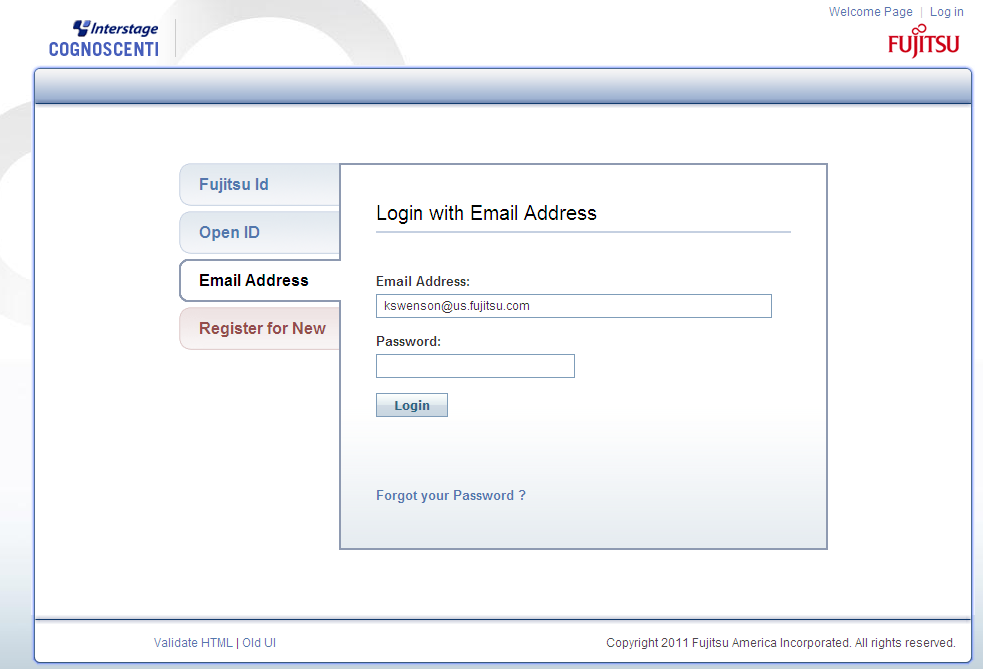 Welcome Page | Log in
Interstage
COGNOSCENTI
FUJITSU
Fujitsu Id
Open ID
Email Address
Register for New
Login with Email Address
Email Address:
kswenson@us.fujitsu.com
Password:
Login
Forgot your Password ?
Validate HTML | Old UI
Copyright 2011 Fujitsu America Incorporated. All rights reserved.